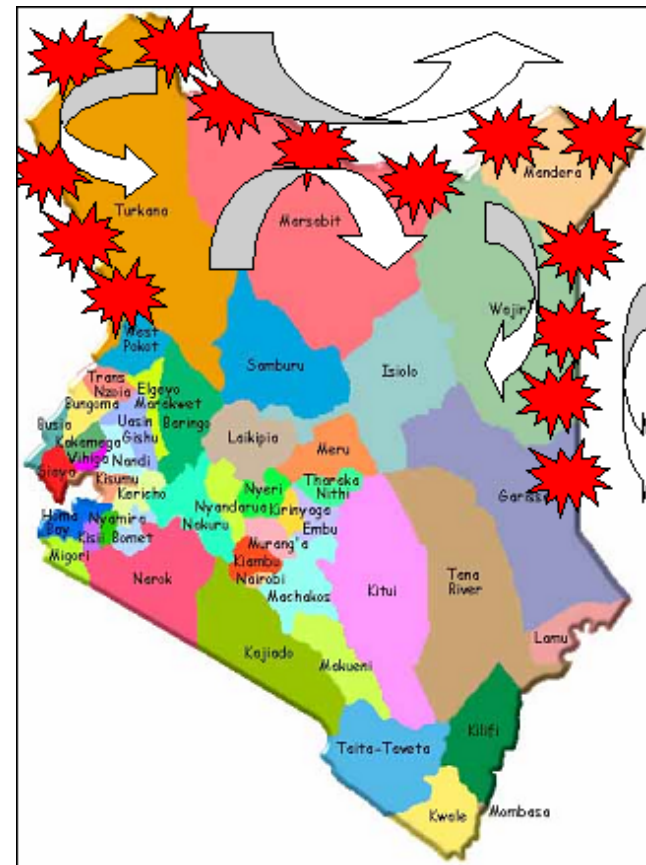 Mandera
Turkana
Marsabit
Wajir
West
Pokot
Samburu
Isiolo
Trans
Nzoia
Elgeyo
Marakwet
Bungoma
Baringo
Busia
Uasin
Gishu
Kakamega
Vihiga
Nandi
Laikipia
Meru
Siaya
Kisumu
Kericho
Tharaka
Nithi
Garissa
Nyeri
Nyandarua
Kirinyaga
Homa
Bay
Nyamira
Nakuru
Embu
Kisii
Bomet
Murang'a
Migori
Kiambu
Narok
Nairobi
Machakos
Kitui
Tana
River
Lamu
Kajiado
Makueni
Kilifi
Taita-Taveta
Kwale
Mombasa